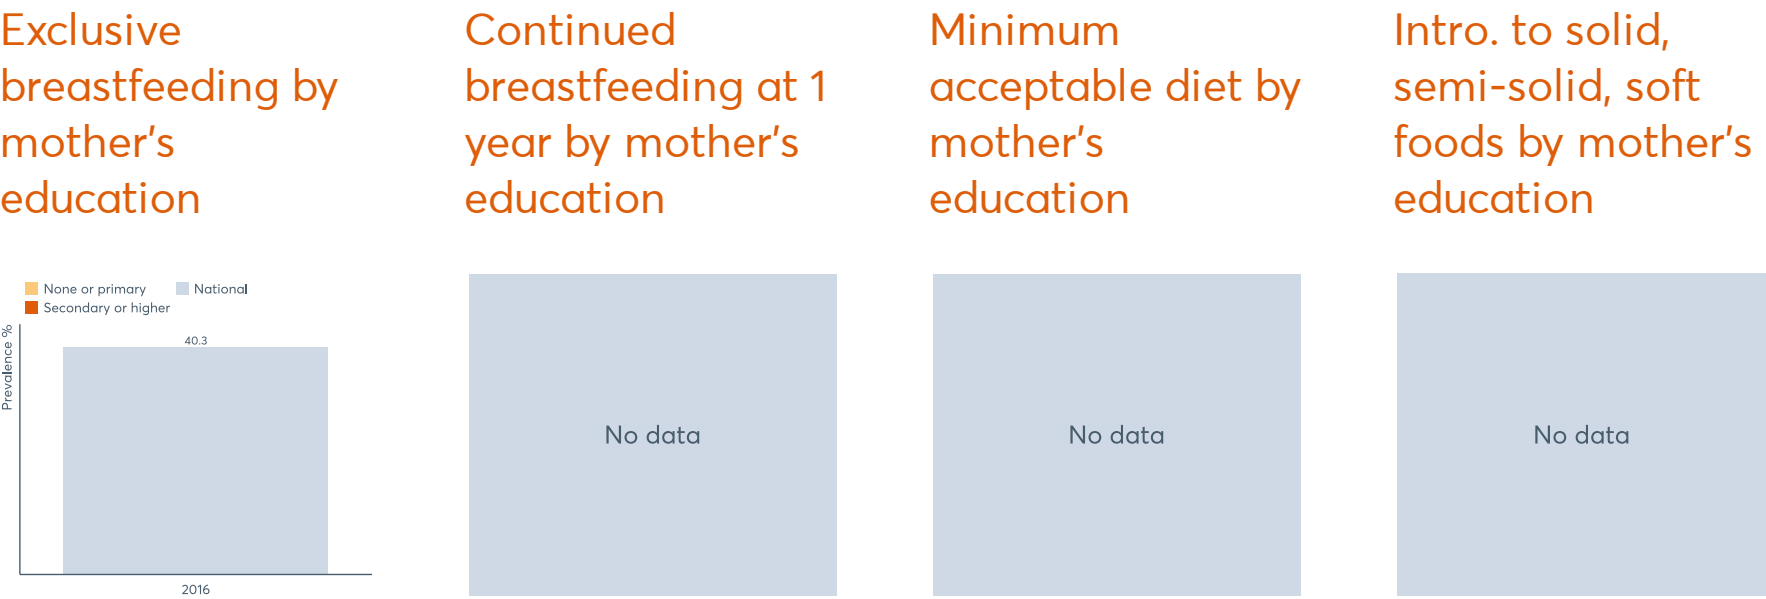 Exclusive
breastfeeding by
mother's
education
Continued
breastfeeding at 1
year by mother's
education
Minimum
acceptable diet by
mother's
education
Intro. to solid,
semi-solid, soft
foods by mother's
education
None or primary
National
Secondary or higher
Prevalence %
40.3
2016
No data
No data
No data